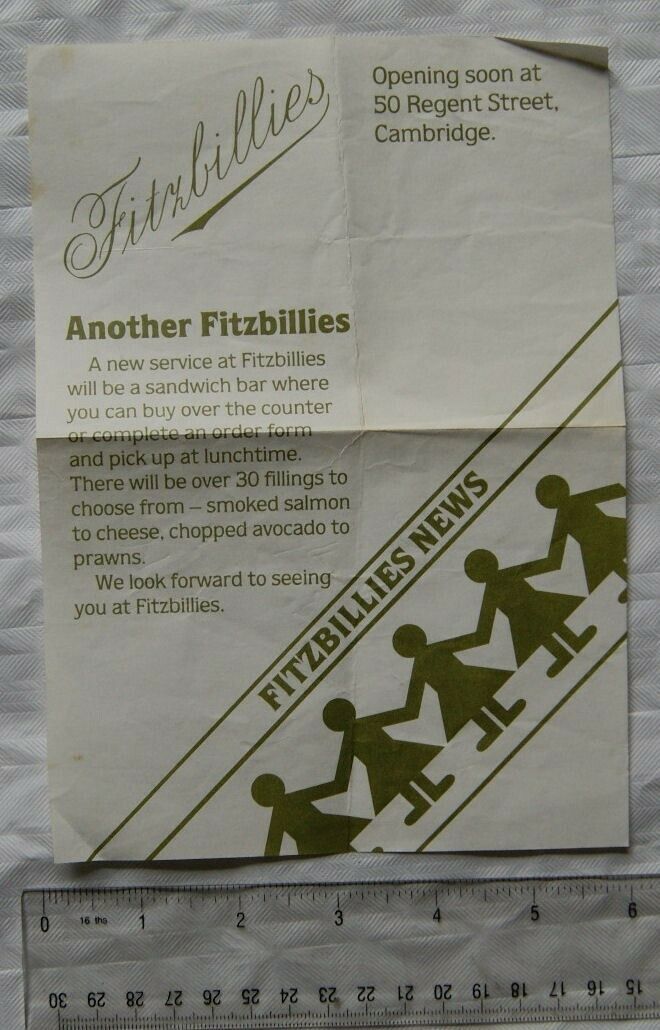 Fitzbillies
Opening soon at
50 Regent Street,
Cambridge.
Another Fitzbillies
A new service at Fitzbillies
will be a sandwich bar where
you can buy over the counter
or complete an order form
and pick up at lunchtime.
There will be over 30 fillings to
choose from – smoked salmon
to cheese, chopped avocado to
prawns.
We look forward to seeing
you at Fitzbillies.
FITZBILLIES NEWS
0 16 ths 1 2 3 4 5 6
30 29 28 27 26 25 24 23 22 21 20 19 18 17 16 15